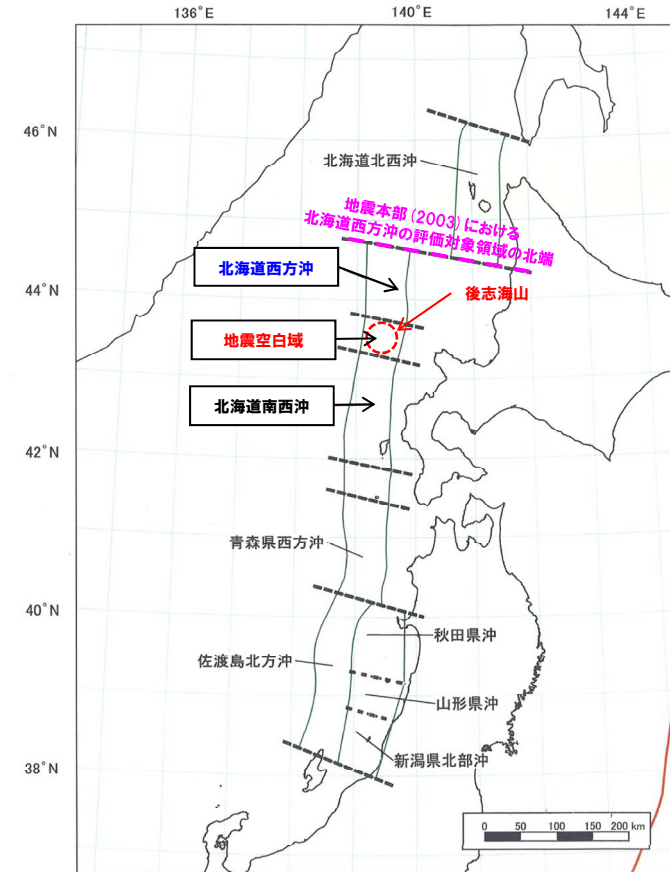 136°E
140°E
144°E
46°N
北海道北西沖
地震本部(2003)における
北海道西方沖の評価対象領域の北端
北海道西方沖
44°N
後志海山
地震空白域
北海道南西沖
42°N
青森県西方沖
40°N
秋田県沖
佐渡島北方沖
山形県沖
新潟県北部沖
38°N
0 50 100 150 200 km